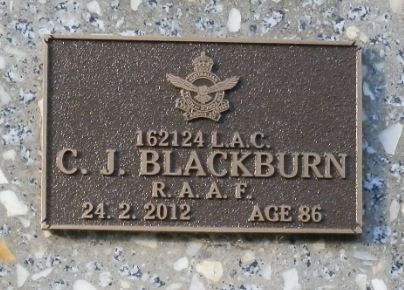 162124 L.A.C.
C. J. BLACKBURN
R. A. A. F.
24. 2. 2012 AGE 86